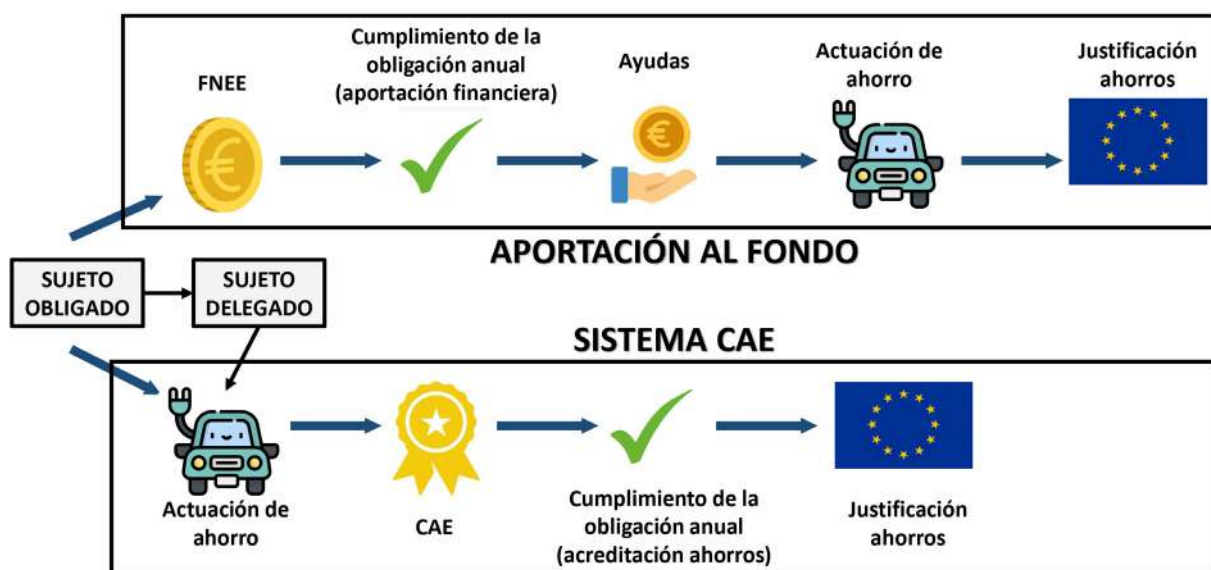 FNEE
Cumplimiento de la
obligación anual
(aportación financiera)
Ayudas
Actuación de
ahorro
Justificación
ahorros
APORTACIÓN AL FONDO
SUJETO
OBLIGADO
SUJETO
DELEGADO
SISTEMA CAE
Actuación de
ahorro
CAE
Cumplimiento de la
obligación anual
(acreditación ahorros)
Justificación
ahorros